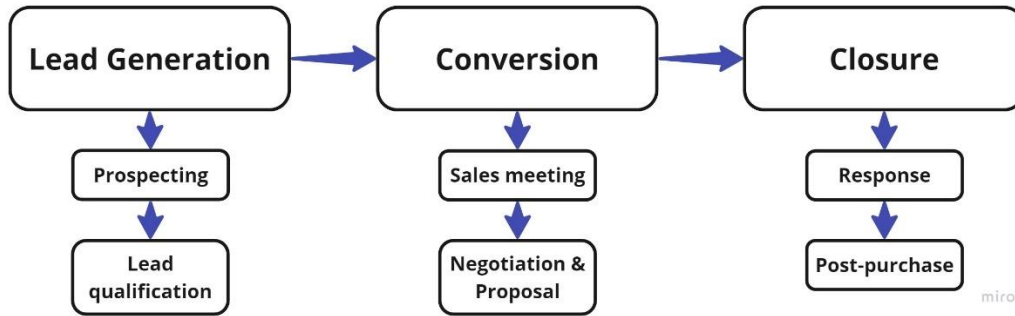 Lead Generation
Conversion
Closure
Prospecting
Sales meeting
Response
Lead
qualification
Negotiation &
Proposal
Post-purchase
miro